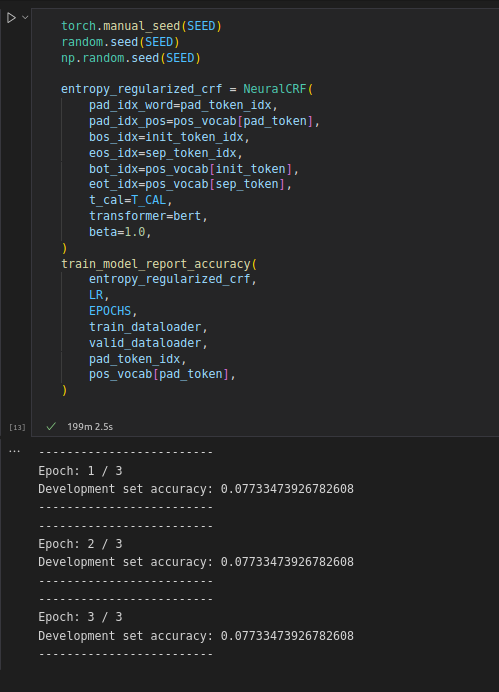 torch.manual_seed(SEED)
random.seed(SEED)
np.random.seed(SEED)
entropy_regularized_crf = NeuralCRF(
pad_idx_word=pad_token_idx,
pad_idx_pos=pos_vocab[pad_token],
bos_idx=init_token_idx,
eos_idx=sep_token_idx,
bot_idx=pos_vocab[init_token],
eot_idx=pos_vocab[sep_token],
t_cal=T_CAL,
transformer=bert,
beta=1.0,
)
train_model_report_accuracy(
entropy_regularized_crf,
LR,
EPOCHS,
train_dataloader,
valid_dataloader,
pad_token_idx,
pos_vocab[pad_token],
)
[13] 199m 2.5s
... -------------------------
Epoch: 1 / 3
Development set accuracy: 0.07733473926782608
-------------------------
-------------------------
Epoch: 2 / 3
Development set accuracy: 0.07733473926782608
-------------------------
-------------------------
Epoch: 3 / 3
Development set accuracy: 0.07733473926782608
-------------------------